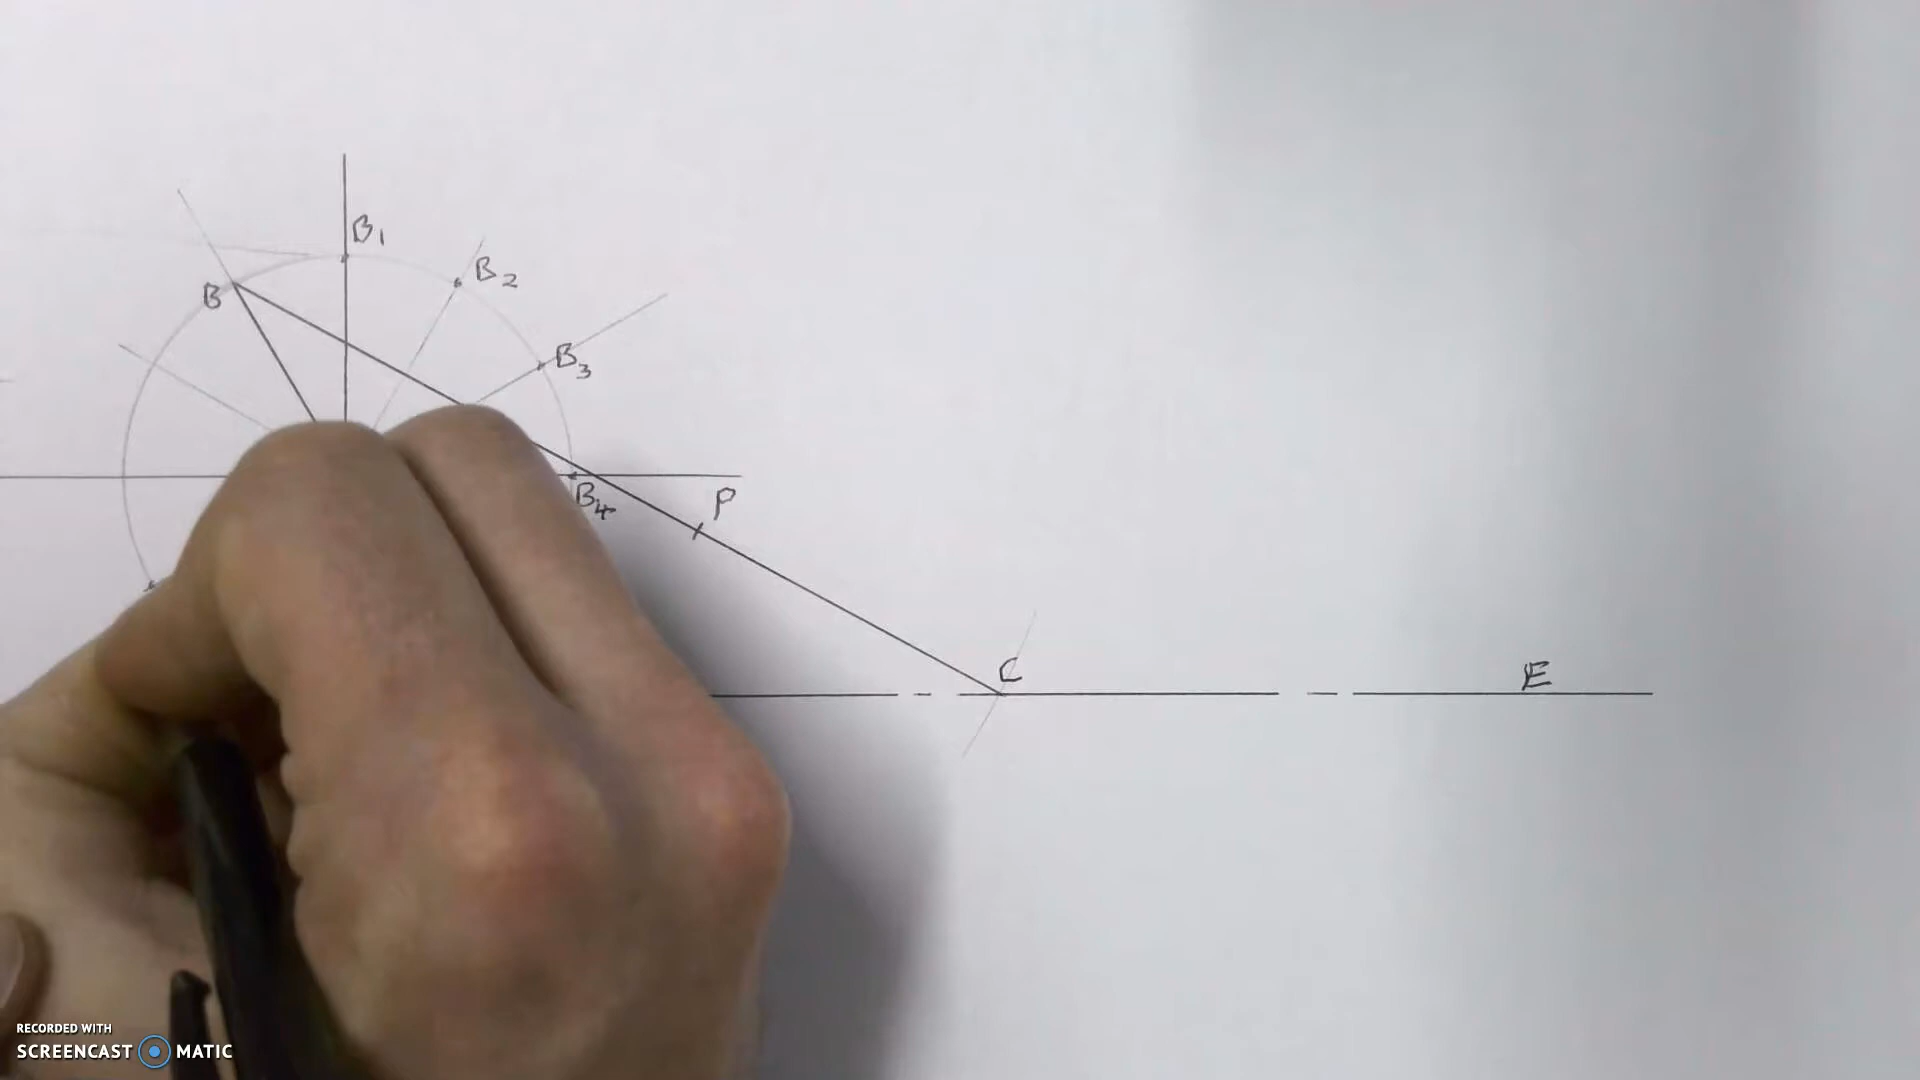 B₁
B₂
B
B₃
B₄
P
C
E
RECORDED WITH
SCREENCAST MATIC